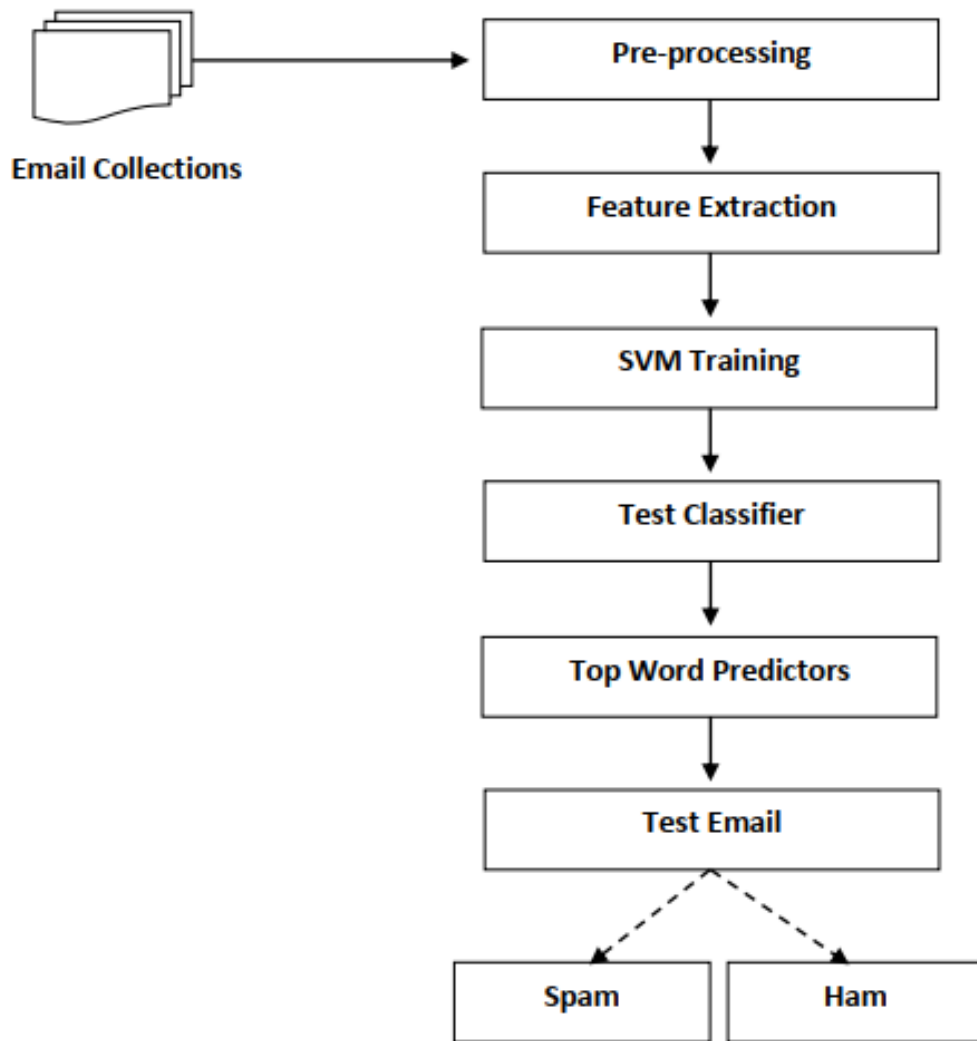 Pre-processing
Email Collections
Feature Extraction
SVM Training
Test Classifier
Top Word Predictors
Test Email
Spam
Ham